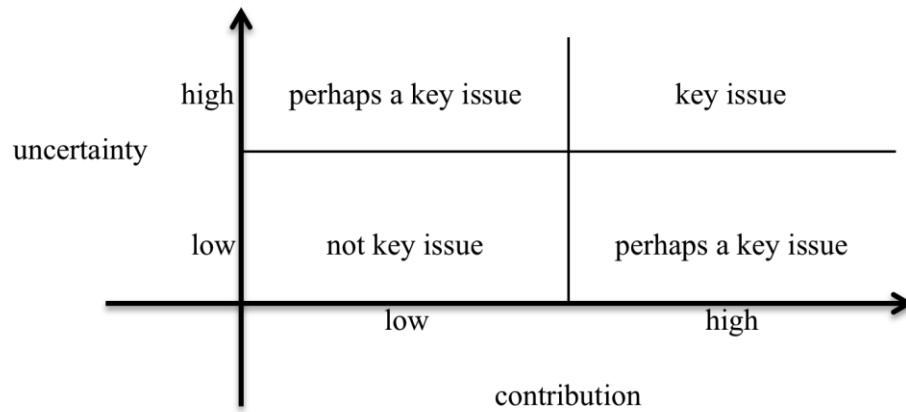 high
perhaps a key issue
key issue
uncertainty
low
not key issue
perhaps a key issue
low
high
contribution